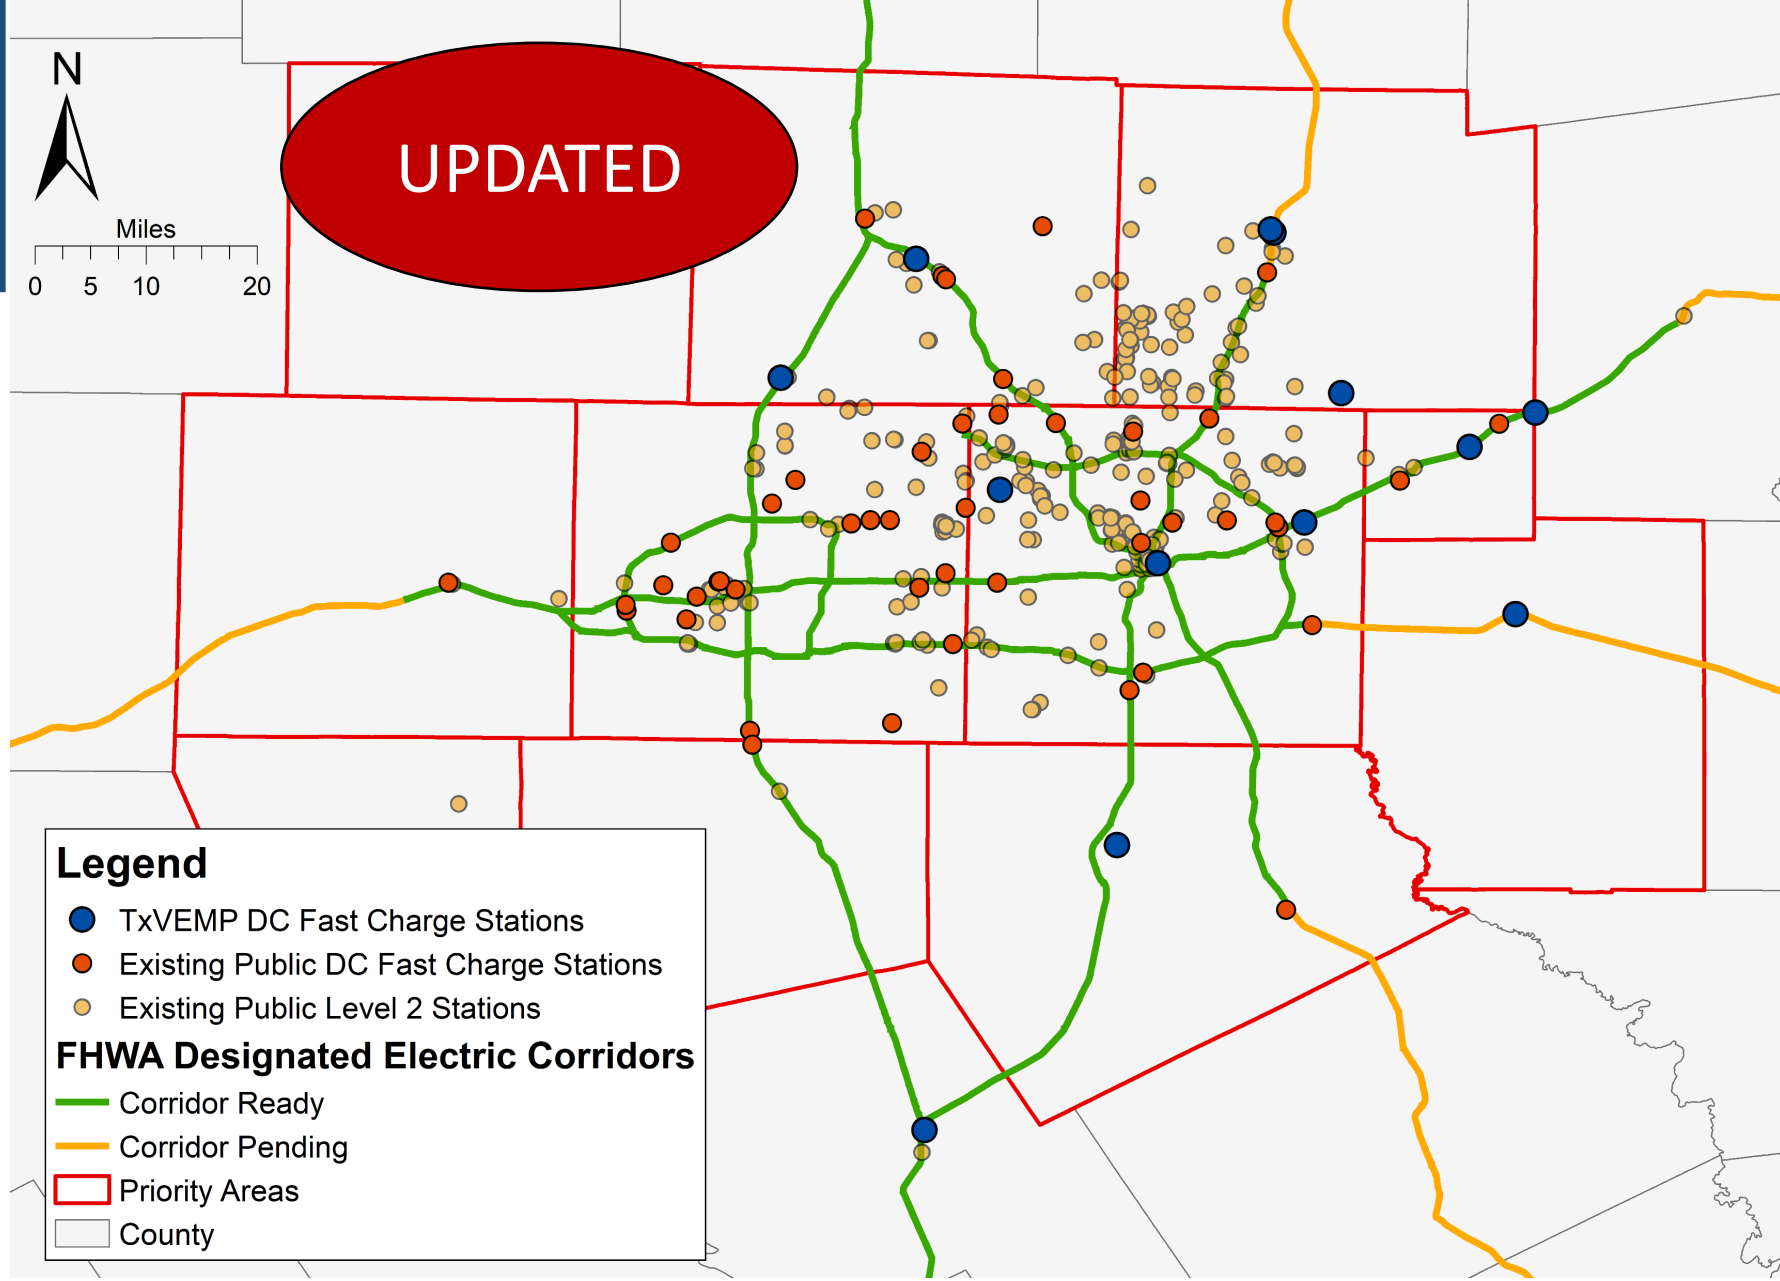 N
UPDATED
Miles
0 5 10 20
Legend
TxVEMP DC Fast Charge Stations
Existing Public DC Fast Charge Stations
Existing Public Level 2 Stations
FHWA Designated Electric Corridors
Corridor Ready
Corridor Pending
Priority Areas
County